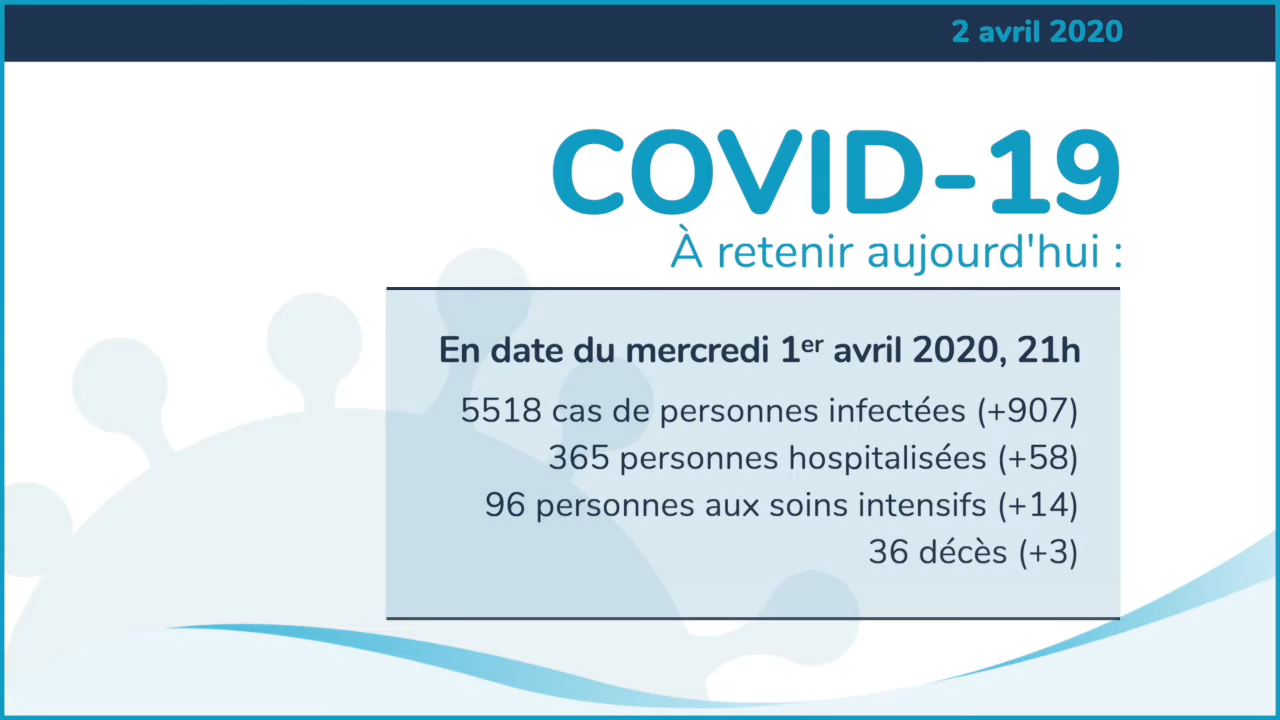 2 avril 2020
COVID-19
À retenir aujourd'hui :
En date du mercredi 1er avril 2020, 21h
5518 cas de personnes infectées (+907)
365 personnes hospitalisées (+58)
96 personnes aux soins intensifs (+14)
36 décès (+3)